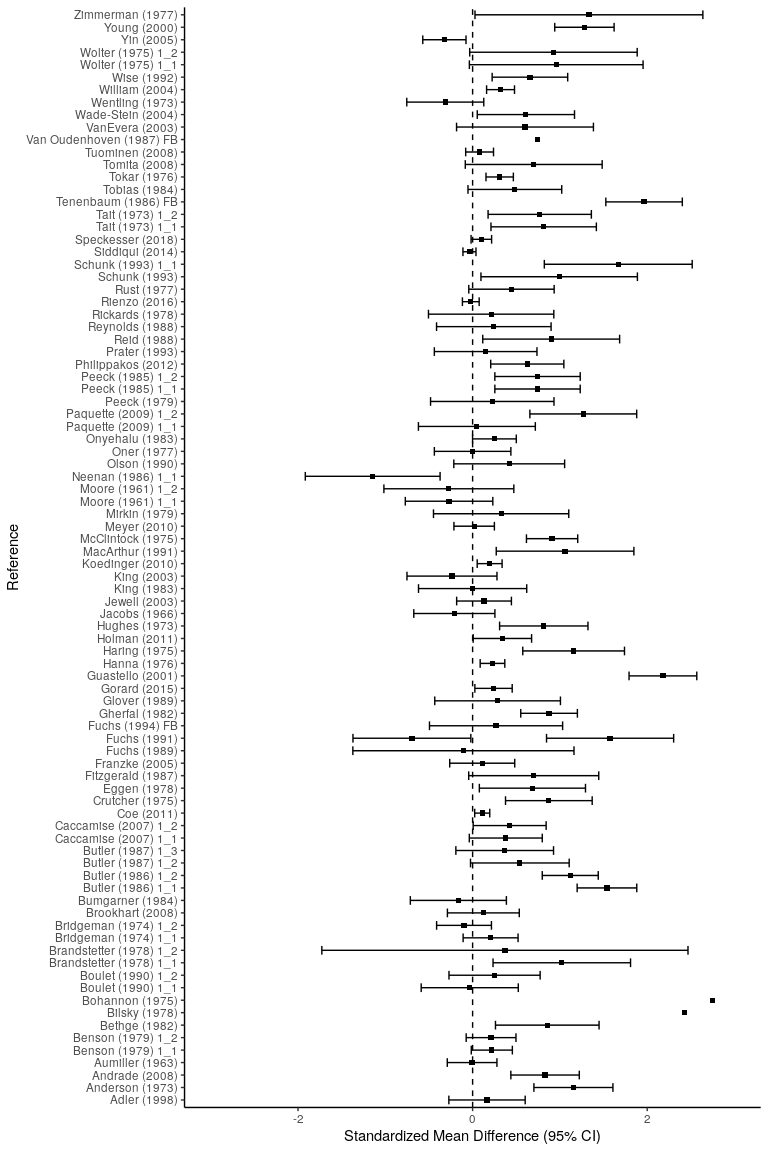 Zimmerman (1977)
Young (2000)
Yin (2005)
Wolter (1975) 1_2
Wolter (1975) 1_1
Wise (1992)
William (2004)
Wentling (1973)
Wade-Stein (2004)
VanEvera (2003)
Van Oudenhoven (1987) FB
Tuominen (2008)
Tomita (2008)
Tokar (1976)
Tobias (1984)
Tenenbaum (1986) FB
Tait (1973) 1_2
Tait (1973) 1_1
Speckesser (2018)
Siddiqui (2014)
Schunk (1993) 1_1
Schunk (1993)
Rust (1977)
Rienzo (2016)
Rickards (1978)
Reynolds (1988)
Reid (1988)
Prater (1993)
Philippakos (2012)
Peeck (1985) 1_2
Peeck (1985) 1_1
Peeck (1979)
Paquette (2009) 1_2
Paquette (2009) 1_1
Onyehalu (1983)
Oner (1977)
Olson (1990)
Neenan (1986) 1_1
Moore (1961) 1_2
Moore (1961) 1_1
Mirkin (1979)
Meyer (2010)
McClintock (1975)
MacArthur (1991)
Koedinger (2010)
King (2003)
King (1983)
Jewell (2003)
Jacobs (1966)
Hughes (1973)
Holman (2011)
Haring (1975)
Hanna (1976)
Guastello (2001)
Gorard (2015)
Glover (1989)
Gherfal (1982)
Fuchs (1994) FB
Fuchs (1991)
Fuchs (1989)
Franzke (2005)
Fitzgerald (1987)
Eggen (1978)
Crutcher (1975)
Coe (2011)
Caccamise (2007) 1_2
Caccamise (2007) 1_1
Butler (1987) 1_3
Butler (1987) 1_2
Butler (1986) 1_2
Butler (1986) 1_1
Bumgarner (1984)
Brookhart (2008)
Bridgeman (1974) 1_2
Bridgeman (1974) 1_1
Brandstetter (1978) 1_2
Brandstetter (1978) 1_1
Boulet (1990) 1_2
Boulet (1990) 1_1
Bohannon (1975)
Bilsky (1978)
Bethge (1982)
Benson (1979) 1_2
Benson (1979) 1_1
Aumiller (1963)
Andrade (2008)
Anderson (1973)
Adler (1998)
Reference
-2 0 2
Standardized Mean Difference (95% CI)